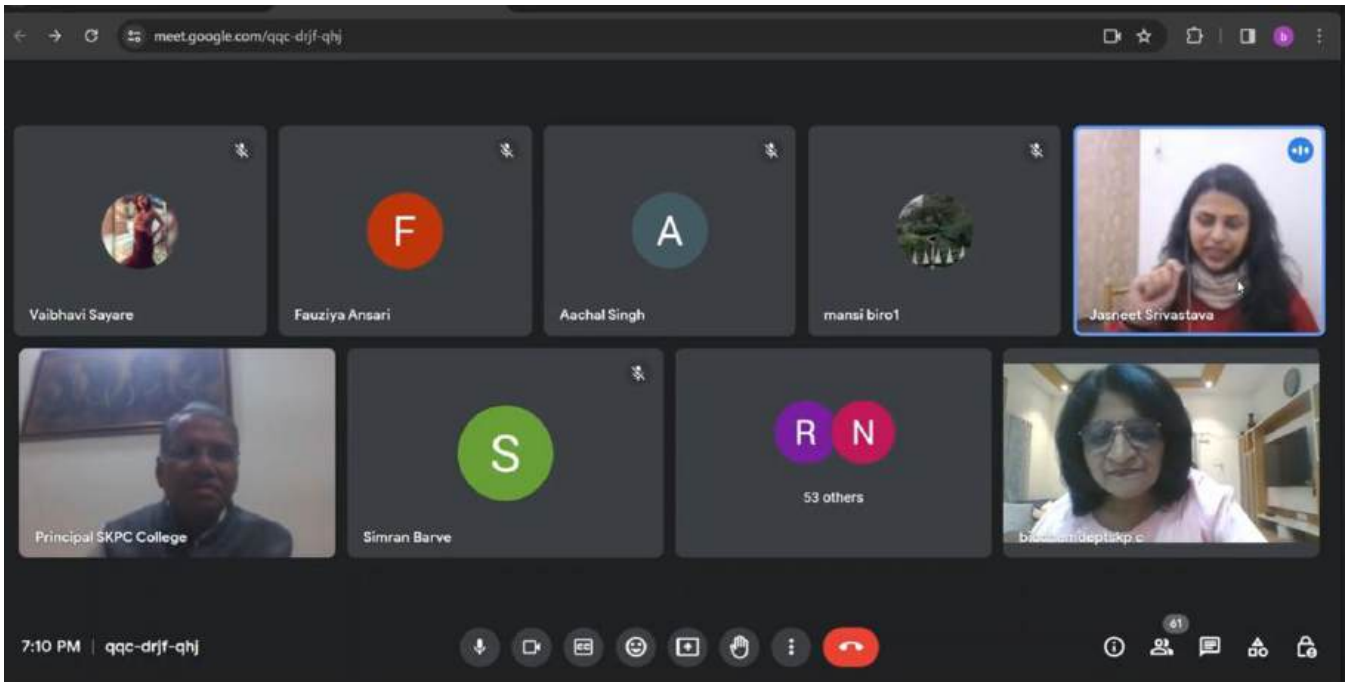 meet.google.com/qqc-drjf-qhj
b
F
A
Vaibhavi Sayare
Fauziya Ansari
Aachal Singh
mansi biro1
Jasneet Srivastava
S
R N
53 others
Principal SKPC College
Simran Barve
7:10 PM | qqc-drjf-qhj
CC
61